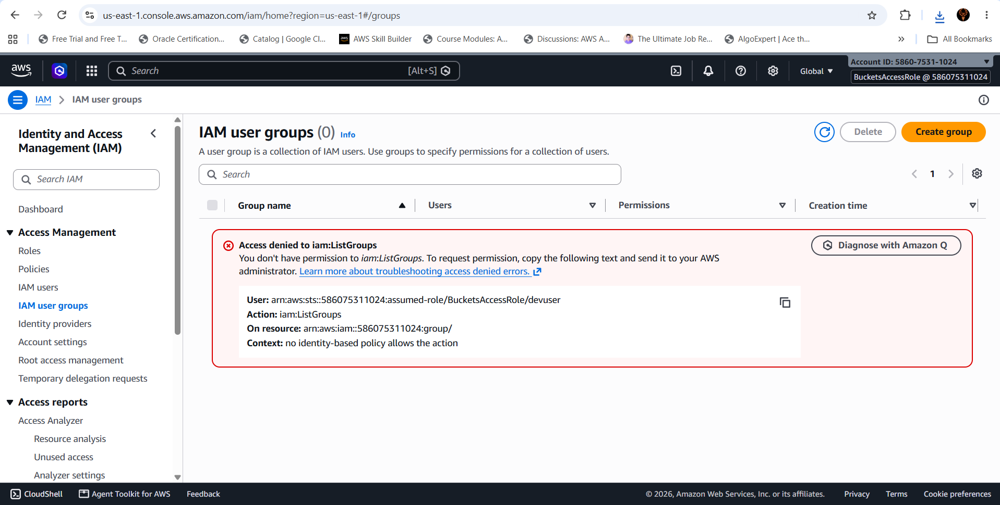 us-east-1.console.aws.amazon.com/iam/home?region=us-east-1#/groups
Free Trial and Free T...
Oracle Certification...
Catalog | Google Cl...
aws
AWS Skill Builder
Course Modules: A...
Discussions: AWS A...
The Ultimate Job Re...
AlgoExpert | Ace th...
All Bookmarks
aws
Search
[Alt+S]
Global
Account ID: 5860-7531-1024
BucketsAccessRole @ 586075311024
IAM
IAM user groups
Identity and Access
Management (IAM)
Search IAM
Dashboard
Access Management
Roles
Policies
IAM users
IAM user groups
Identity providers
Account settings
Root access management
Temporary delegation requests
Access reports
Access Analyzer
Resource analysis
Unused access
Analyzer settings
IAM user groups (0) Info
Delete
Create group
A user group is a collection of IAM users. Use groups to specify permissions for a collection of users.
Search
1
Group name
Users
Permissions
Creation time
Access denied to iam:ListGroups
You don't have permission to iam:ListGroups. To request permission, copy the following text and send it to your AWS
administrator. Learn more about troubleshooting access denied errors.
Diagnose with Amazon Q
User: arn:aws:sts::586075311024:assumed-role/BucketsAccessRole/devuser
Action: iam:ListGroups
On resource: arn:aws:iam::586075311024:group/
Context: no identity-based policy allows the action
CloudShell
Agent Toolkit for AWS
Feedback
© 2026, Amazon Web Services, Inc. or its affiliates.
Privacy
Terms
Cookie preferences